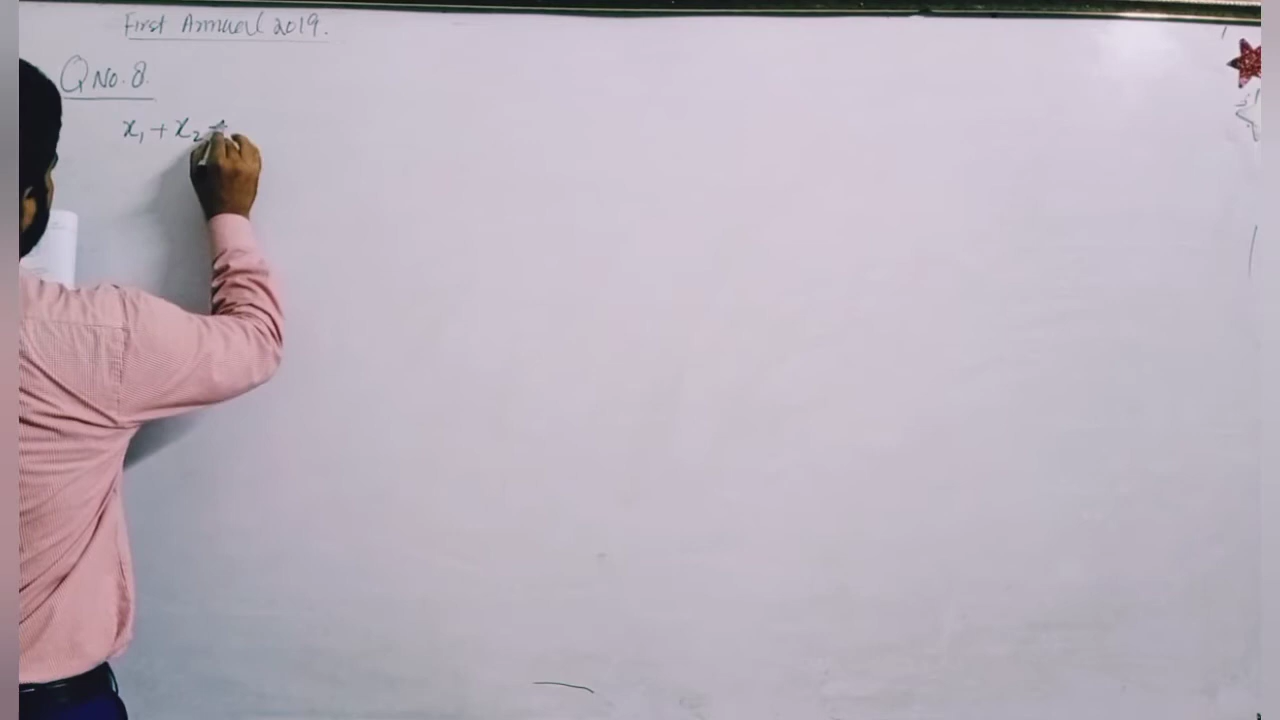 First Annual 2019.
Q No. 8.
x₁ + x₂